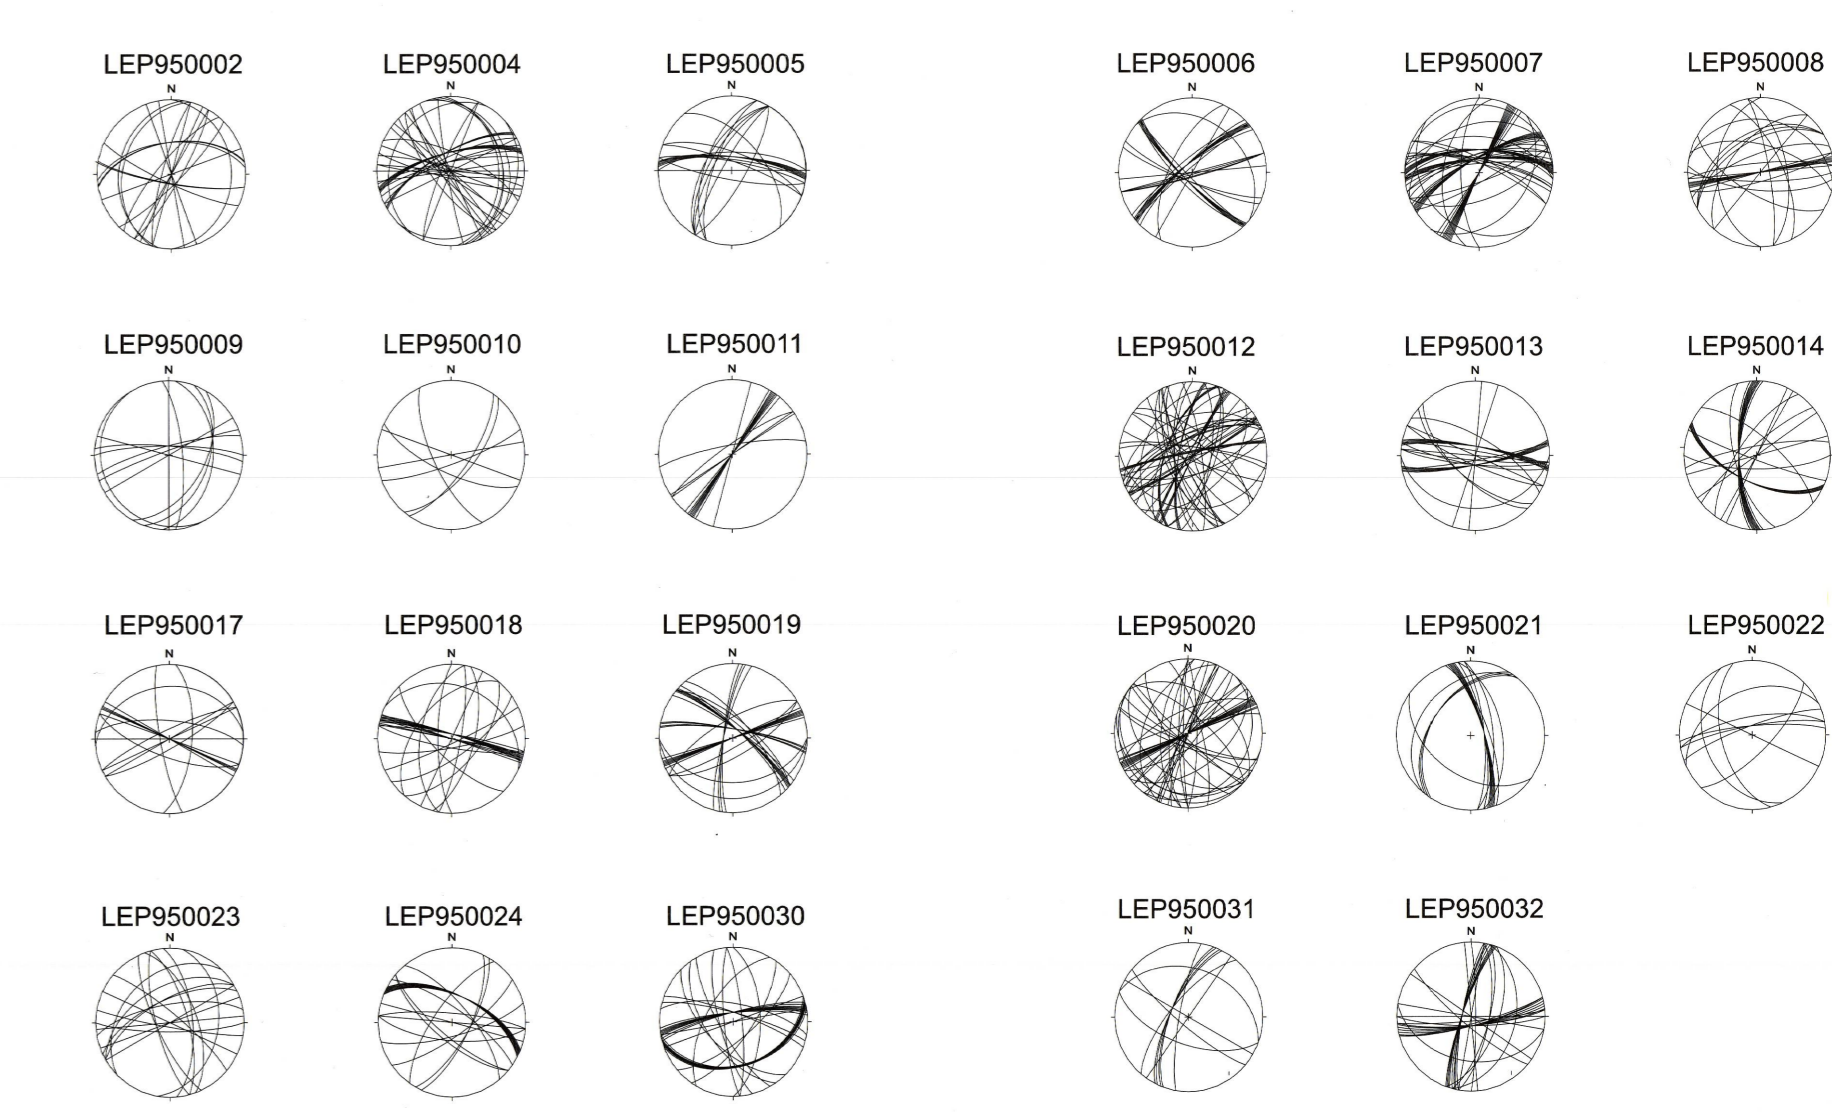 LEP950002 LEP950004 LEP950005 LEP950006 LEP950007 LEP950008
N N N N N N
LEP950009 LEP950010 LEP950011 LEP950012 LEP950013 LEP950014
N N N N N N
LEP950017 LEP950018 LEP950019 LEP950020 LEP950021 LEP950022
N N N N N N
LEP950023 LEP950024 LEP950030 LEP950031 LEP950032
N N N N N